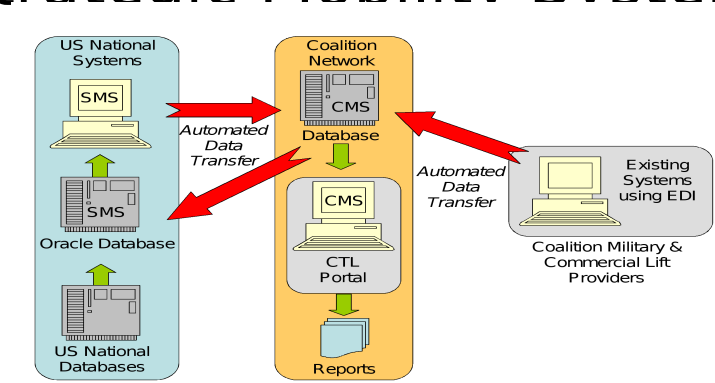 US National
Systems
SMS
SMS
Oracle Database
US National
Databases
Automated
Data
Transfer
Coalition
Network
CMS
Database
CMS
CTL
Portal
Reports
Automated
Data
Transfer
Existing
Systems
using EDI
Coalition Military &
Commercial Lift
Providers